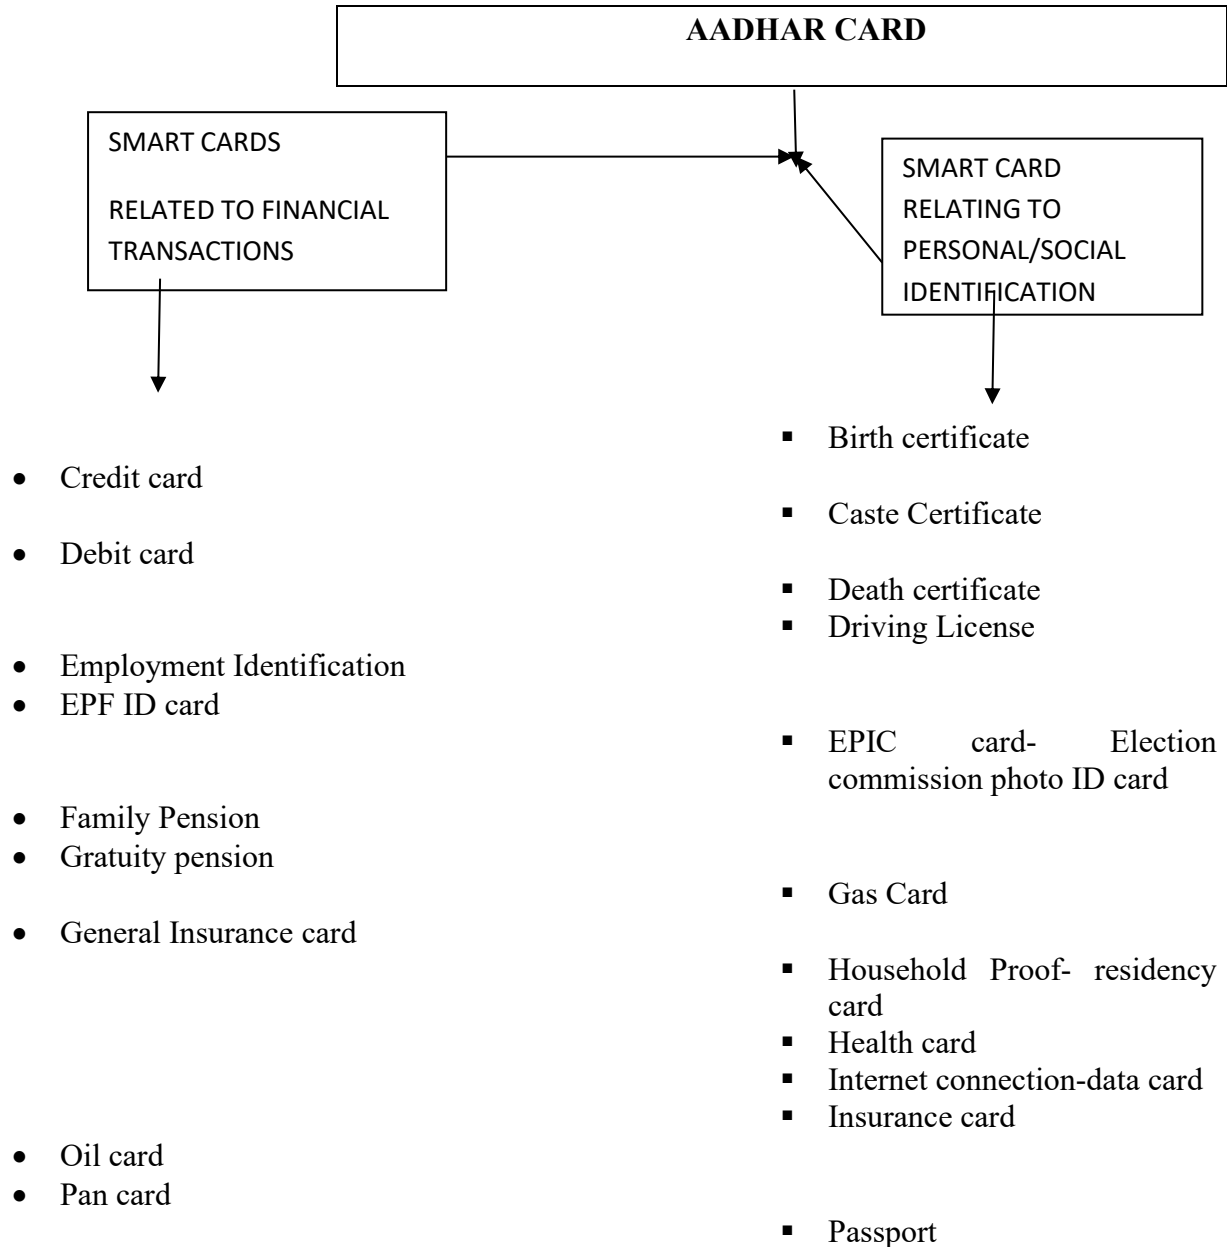 AADHAR CARD
SMART CARDS
RELATED TO FINANCIAL
TRANSACTIONS
SMART CARD
RELATING TO
PERSONAL/SOCIAL
IDENTIFICATION
• Credit card
• Debit card
• Employment Identification
• EPF ID card
• Family Pension
• Gratuity pension
• General Insurance card
• Oil card
• Pan card
▪ Birth certificate
▪ Caste Certificate
▪ Death certificate
▪ Driving License
▪ EPIC card- Election
commission photo ID card
▪ Gas Card
▪ Household Proof- residency
card
▪ Health card
▪ Internet connection-data card
▪ Insurance card
▪ Passport